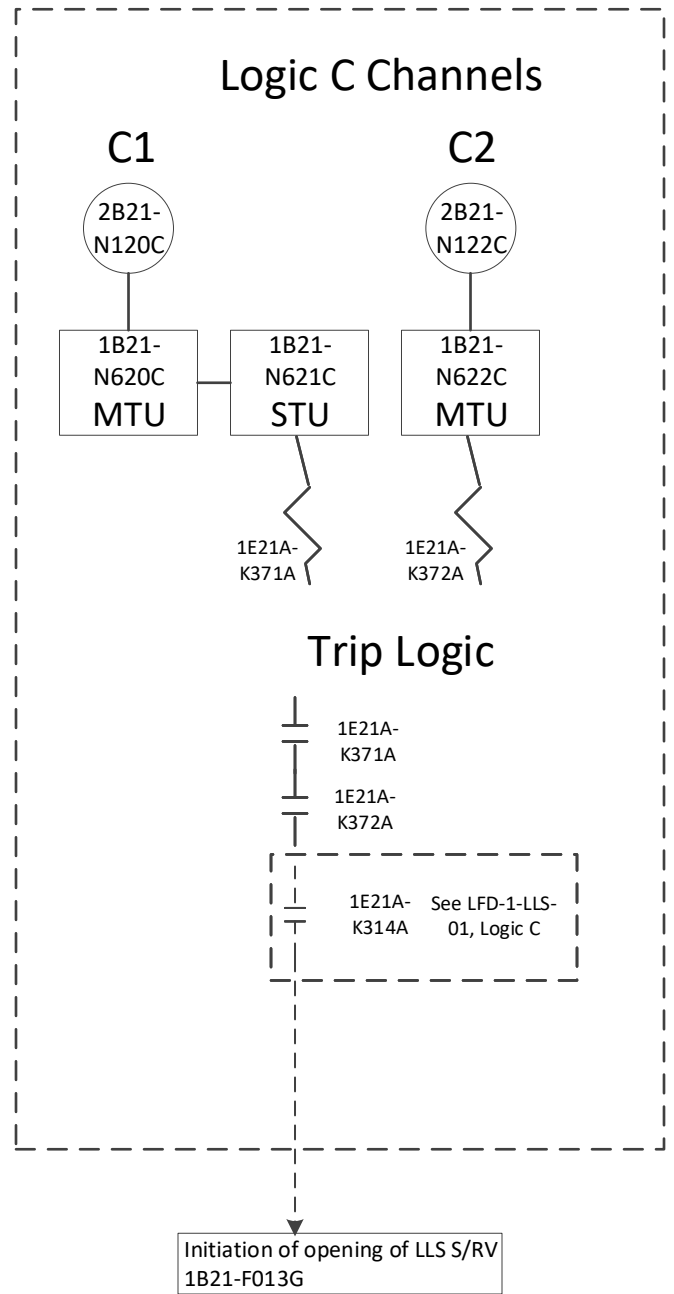 Logic C Channels
C1
C2
2B21-
N120C
2B21-
N122C
1B21-
N620C
MTU
1B21-
N621C
STU
1B21-
N622C
MTU
1E21A-
K371A
1E21A-
K372A
Trip Logic
1E21A-
K371A
1E21A-
K372A
1E21A-
K314A
See LFD-1-LLS-
01, Logic C
Initiation of opening of LLS S/RV
1B21-F013G